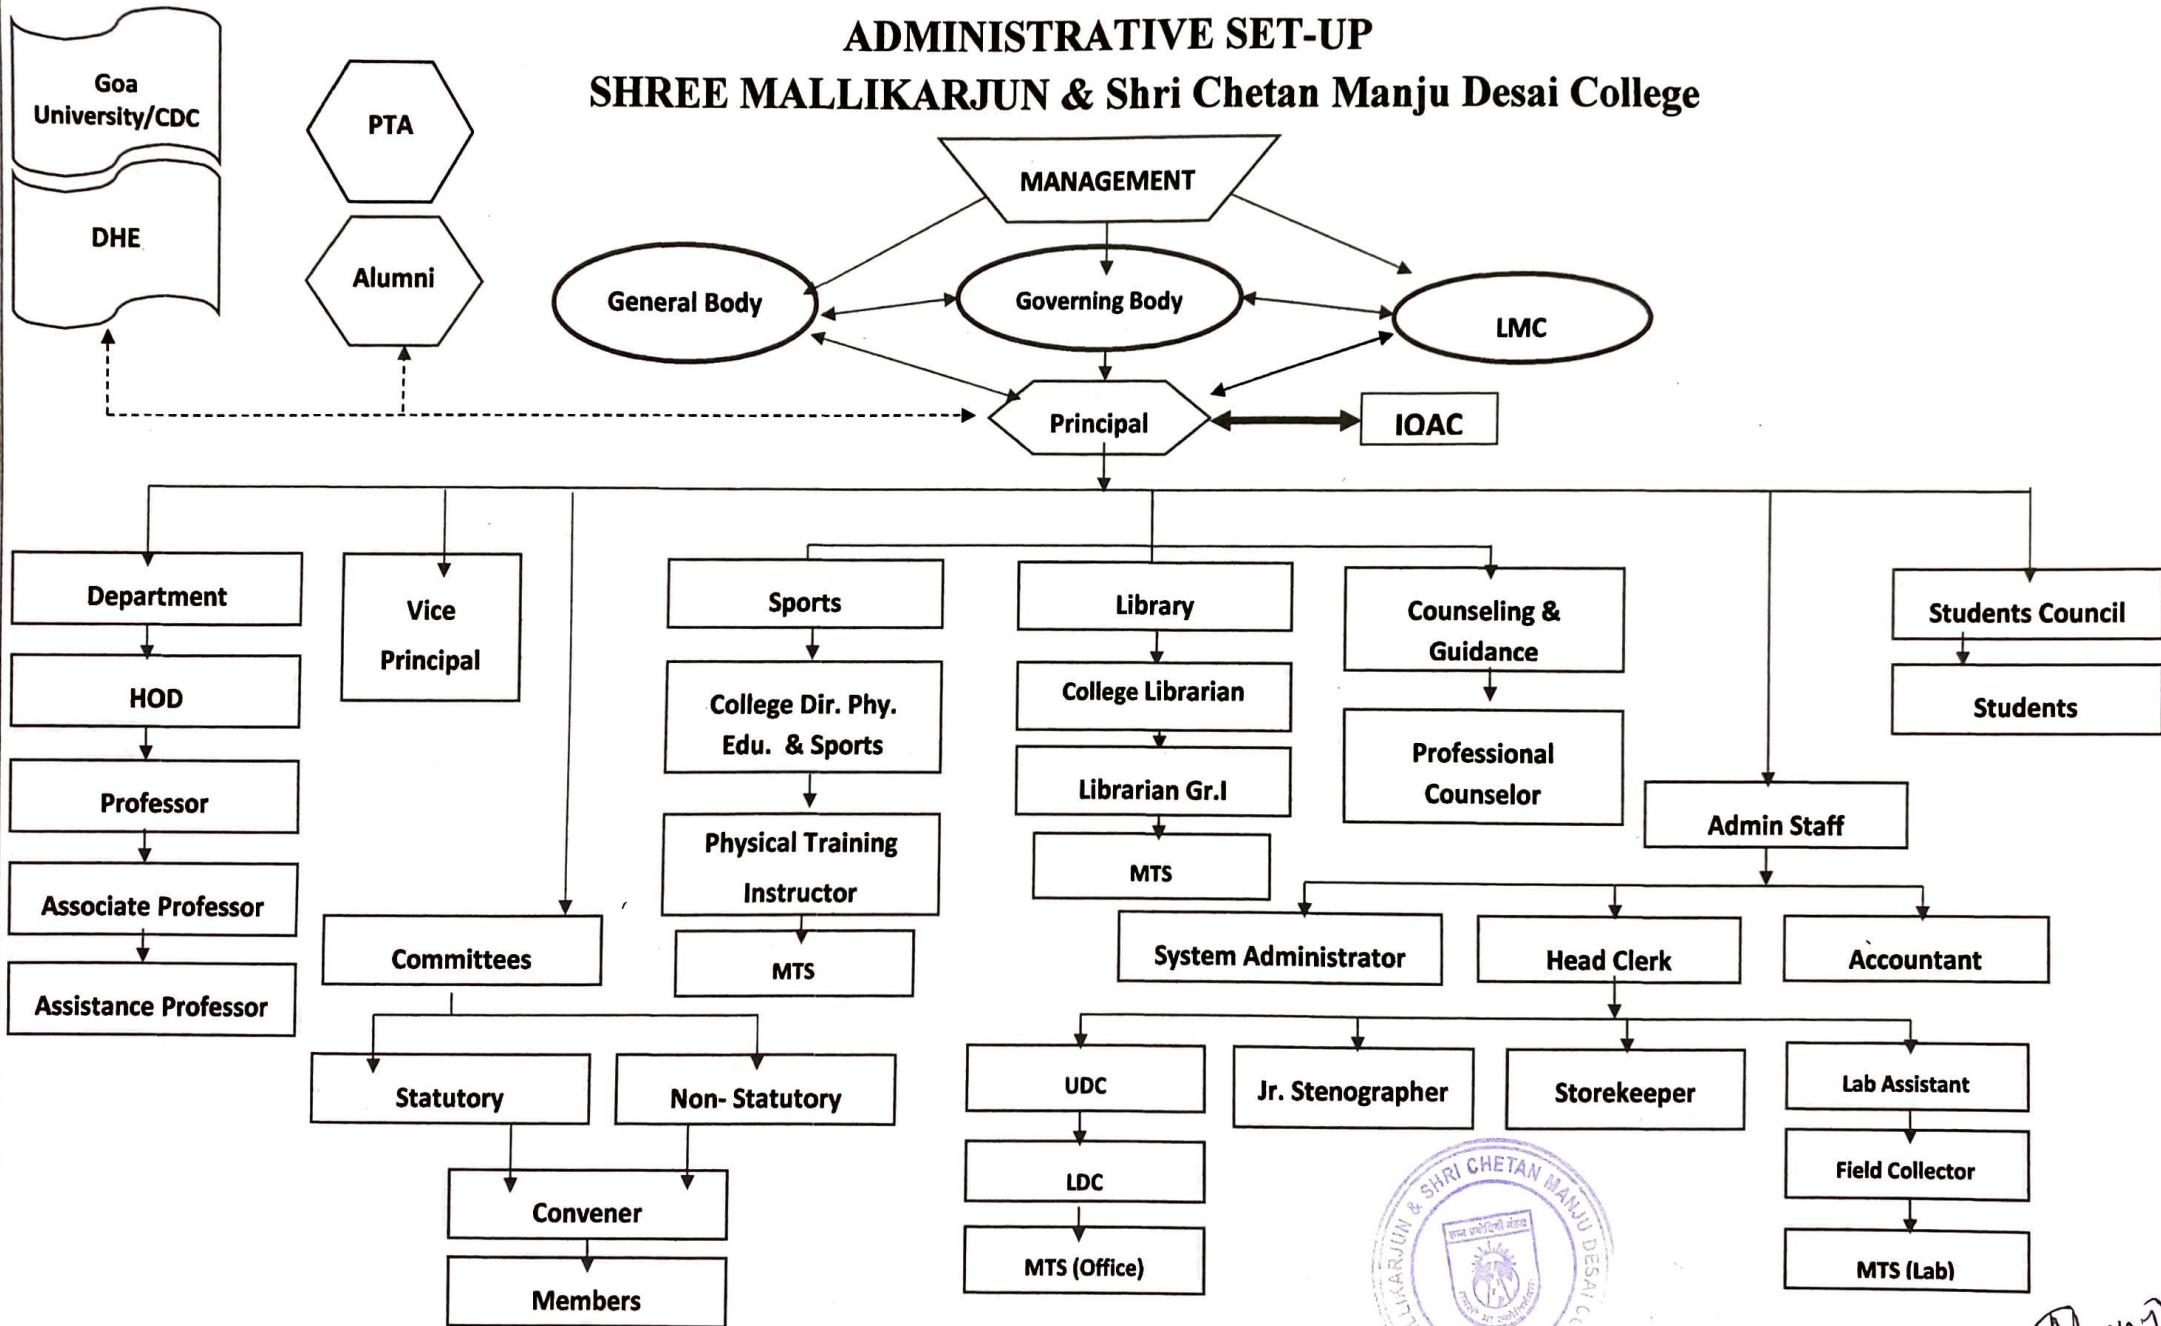 ADMINISTRATIVE SET-UP
SHREE MALLIKARJUN & Shri Chetan Manju Desai College
Goa
University/CDC
DHE
PTA
Alumni
MANAGEMENT
General Body
Governing Body
LMC
Principal
IQAC
Department
HOD
Professor
Associate Professor
Assistance Professor
Vice
Principal
Committees
Statutory
Non- Statutory
Convener
Members
Sports
College Dir. Phy.
Edu. & Sports
Physical Training
Instructor
MTS
Library
College Librarian
Librarian Gr.I
MTS
Counseling &
Guidance
Professional
Counselor
Admin Staff
System Administrator
Head Clerk
Accountant
UDC
LDC
MTS (Office)
Jr. Stenographer
Storekeeper
Lab Assistant
Field Collector
MTS (Lab)
Students Council
Students
LLIKARJUN & SHRI CHETAN MANJU DESAI CO